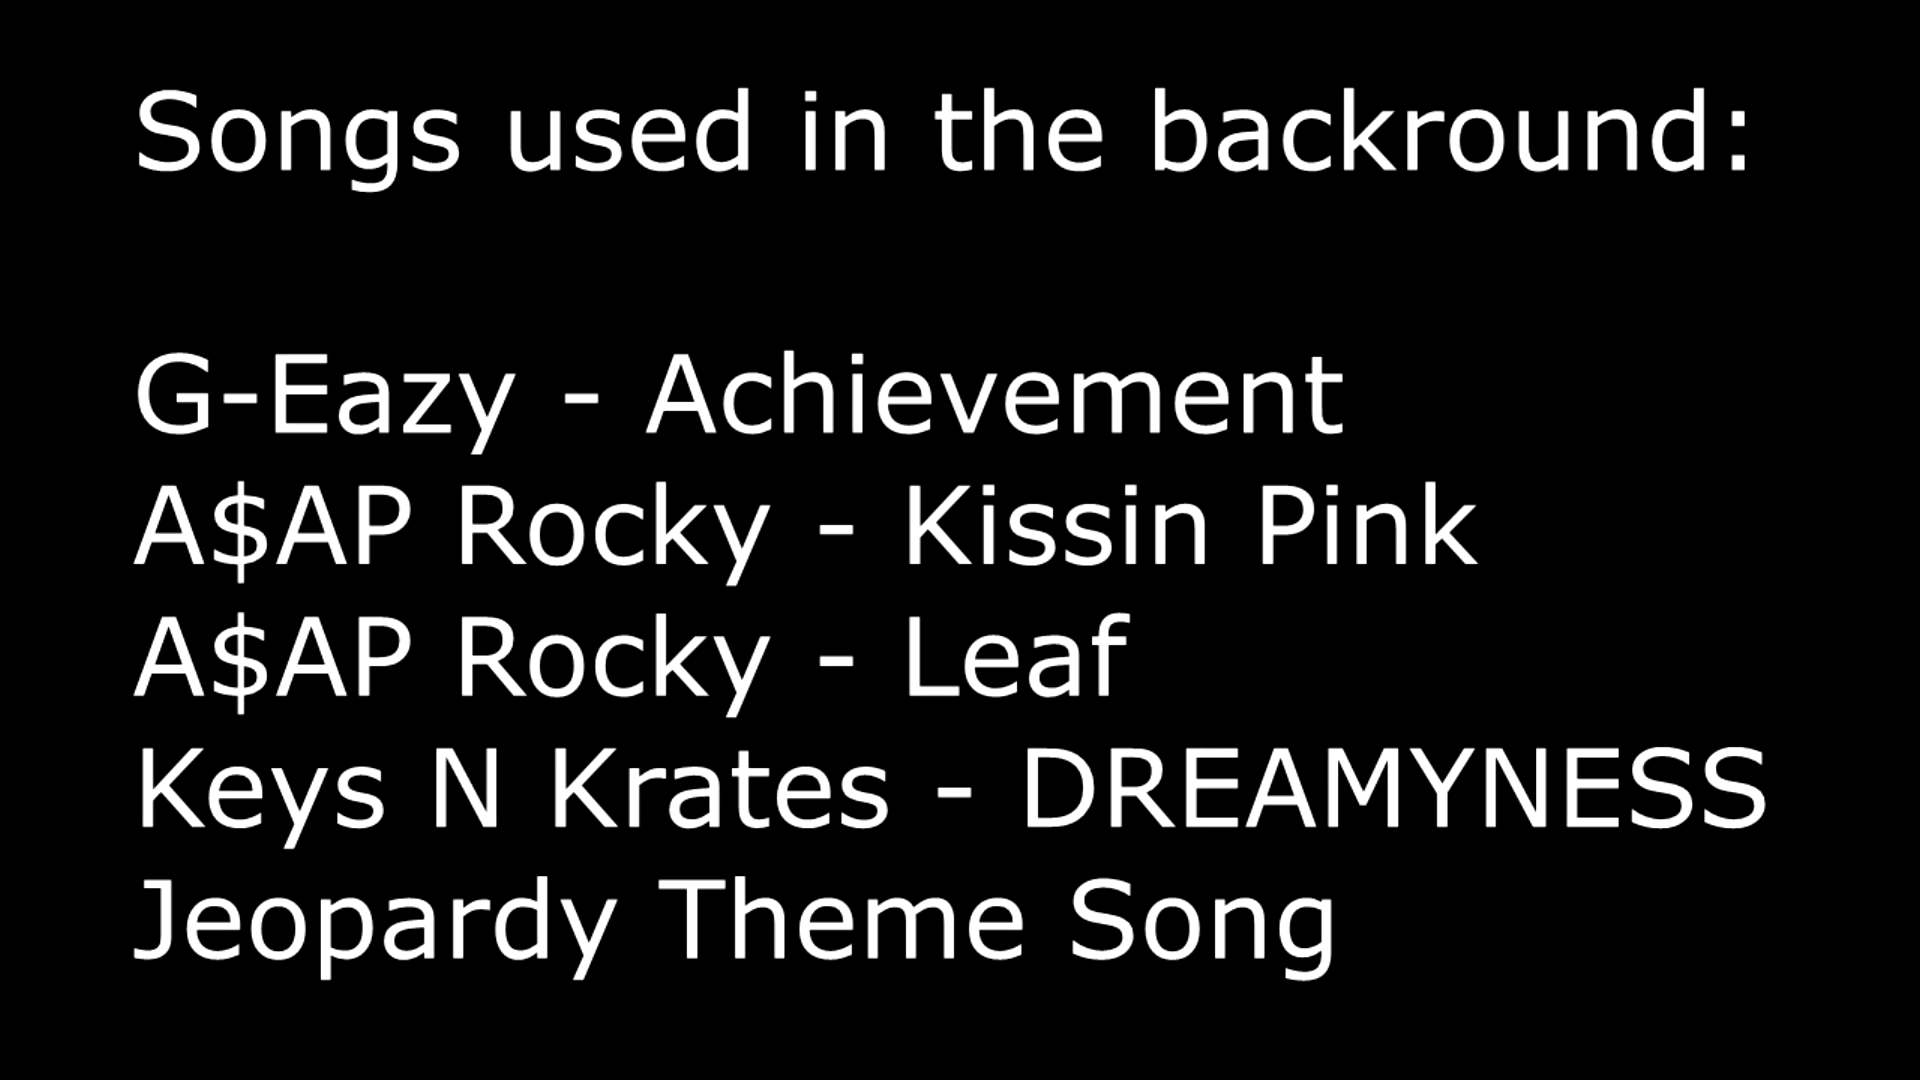 Songs used in the backround:
G-Eazy - Achievement
A$AP Rocky - Kissin Pink
A$AP Rocky - Leaf
Keys N Krates - DREAMYNESS
Jeopardy Theme Song